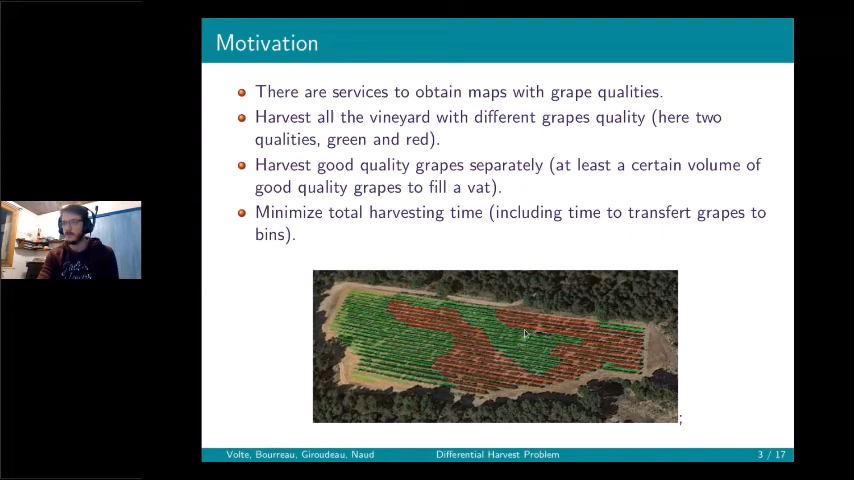 Motivation
There are services to obtain maps with grape qualities.
Harvest all the vineyard with different grapes quality (here two
qualities, green and red).
Harvest good quality grapes separately (at least a certain volume of
good quality grapes to fill a vat).
Minimize total harvesting time (including time to transfert grapes to
bins).
;
Volte, Bourreau, Giroudeau, Naud Differential Harvest Problem 3 / 17